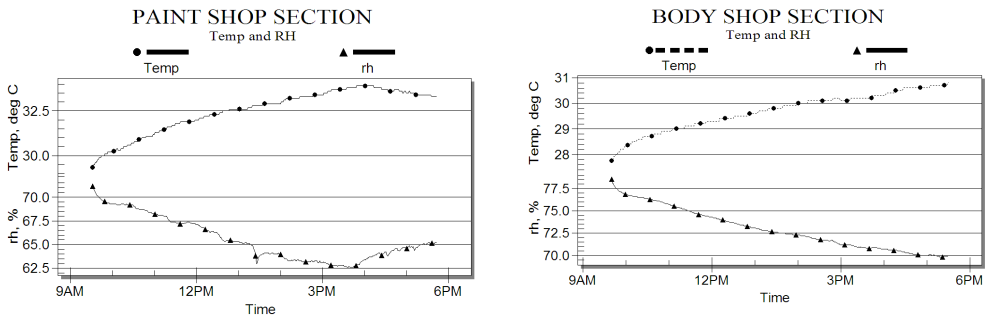 PAINT SHOP SECTION
Temp and RH
Temp
rh
Temp, deg C
32.5
30.0
rh, %
70.0
67.5
65.0
62.5
9AM
12PM
3PM
6PM
Time
BODY SHOP SECTION
Temp and RH
Temp
rh
Temp, deg C
31
30
29
28
rh, %
77.5
75.0
72.5
70.0
9AM
12PM
3PM
6PM
Time